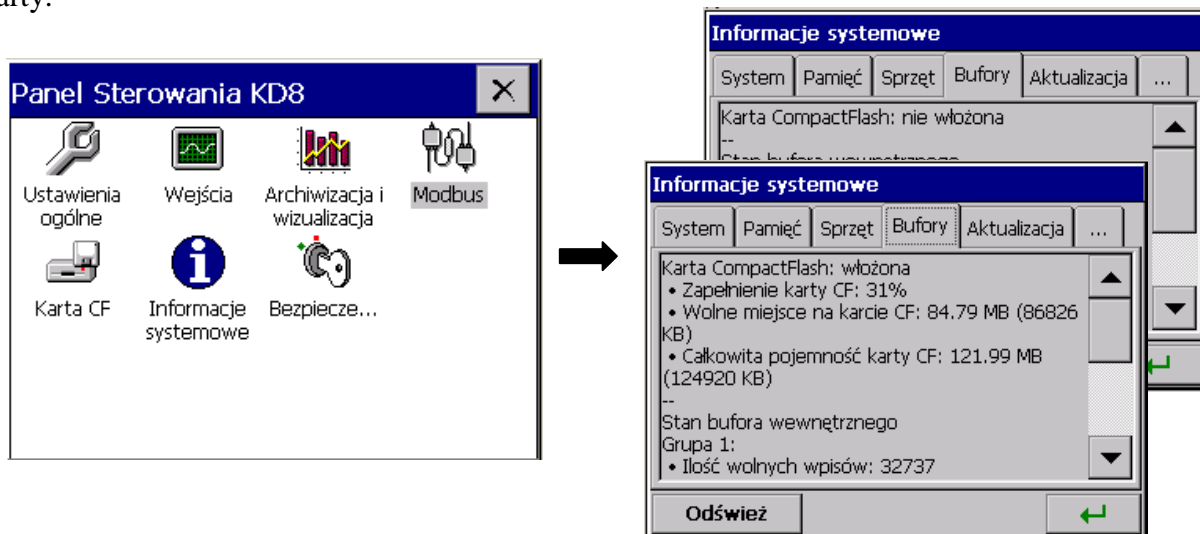 arty.
Panel Sterowania KD8
Ustawienia
ogólne
Wejścia
Archiwizacja i
wizualizacja
Modbus
Karta CF
Informacje
systemowe
Bezpiecze...
Informacje systemowe
System Pamięć Sprzęt Bufory Aktualizacja ...
Karta CompactFlash: nie włożona
--
Stan bufora wewnętrznego
Informacje systemowe
System Pamięć Sprzęt Bufory Aktualizacja ...
Karta CompactFlash: włożona
• Zapełnienie karty CF: 31%
• Wolne miejsce na karcie CF: 84.79 MB (86826
KB)
• Całkowita pojemność karty CF: 121.99 MB
(124920 KB)
--
Stan bufora wewnętrznego
Grupa 1:
• Ilość wolnych wpisów: 32737
Odśwież